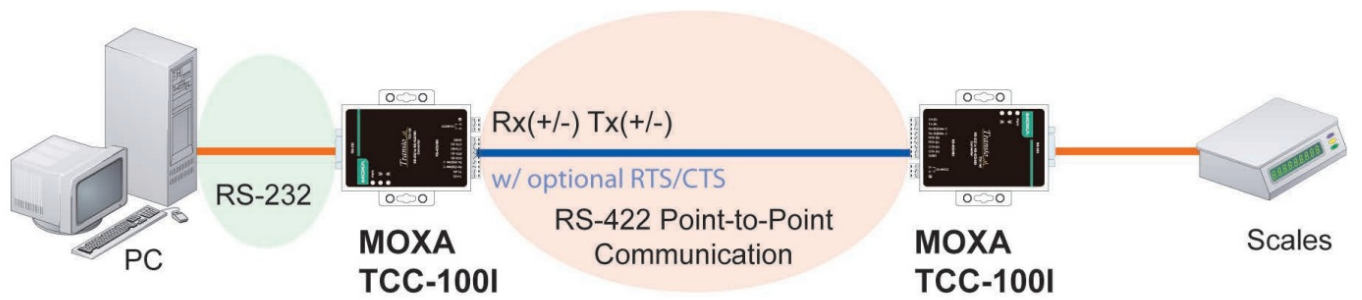 Rx(+/-) Tx(+/-)
w/ optional RTS/CTS
RS-232
RS-422 Point-to-Point
Communication
PC
MOXA
TCC-100I
MOXA
TCC-100I
Scales